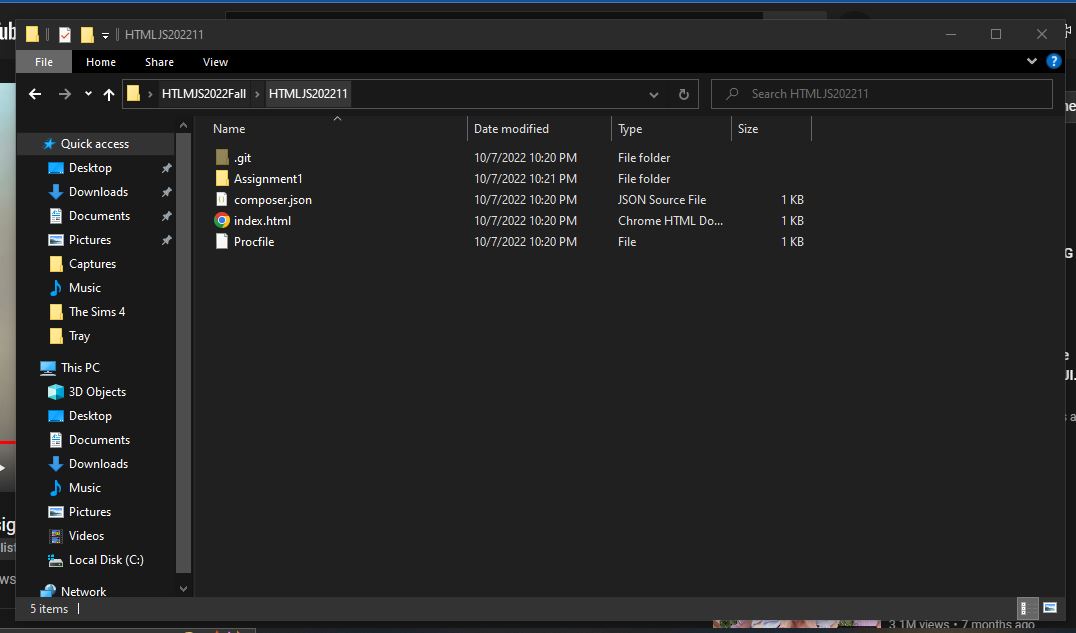 HTMLJS202211
File Home Share View
HTLMJS2022Fall HTMLJS202211
Search HTMLJS202211
Name Date modified Type Size
.git 10/7/2022 10:20 PM File folder
Assignment1 10/7/2022 10:21 PM File folder
composer.json 10/7/2022 10:20 PM JSON Source File 1 KB
index.html 10/7/2022 10:20 PM Chrome HTML Do... 1 KB
Procfile 10/7/2022 10:20 PM File 1 KB
Quick access
Desktop
Downloads
Documents
Pictures
Captures
Music
The Sims 4
Tray
This PC
3D Objects
Desktop
Documents
Downloads
Music
Pictures
Videos
Local Disk (C:)
Network
5 items
3.1M views • 7 months ago